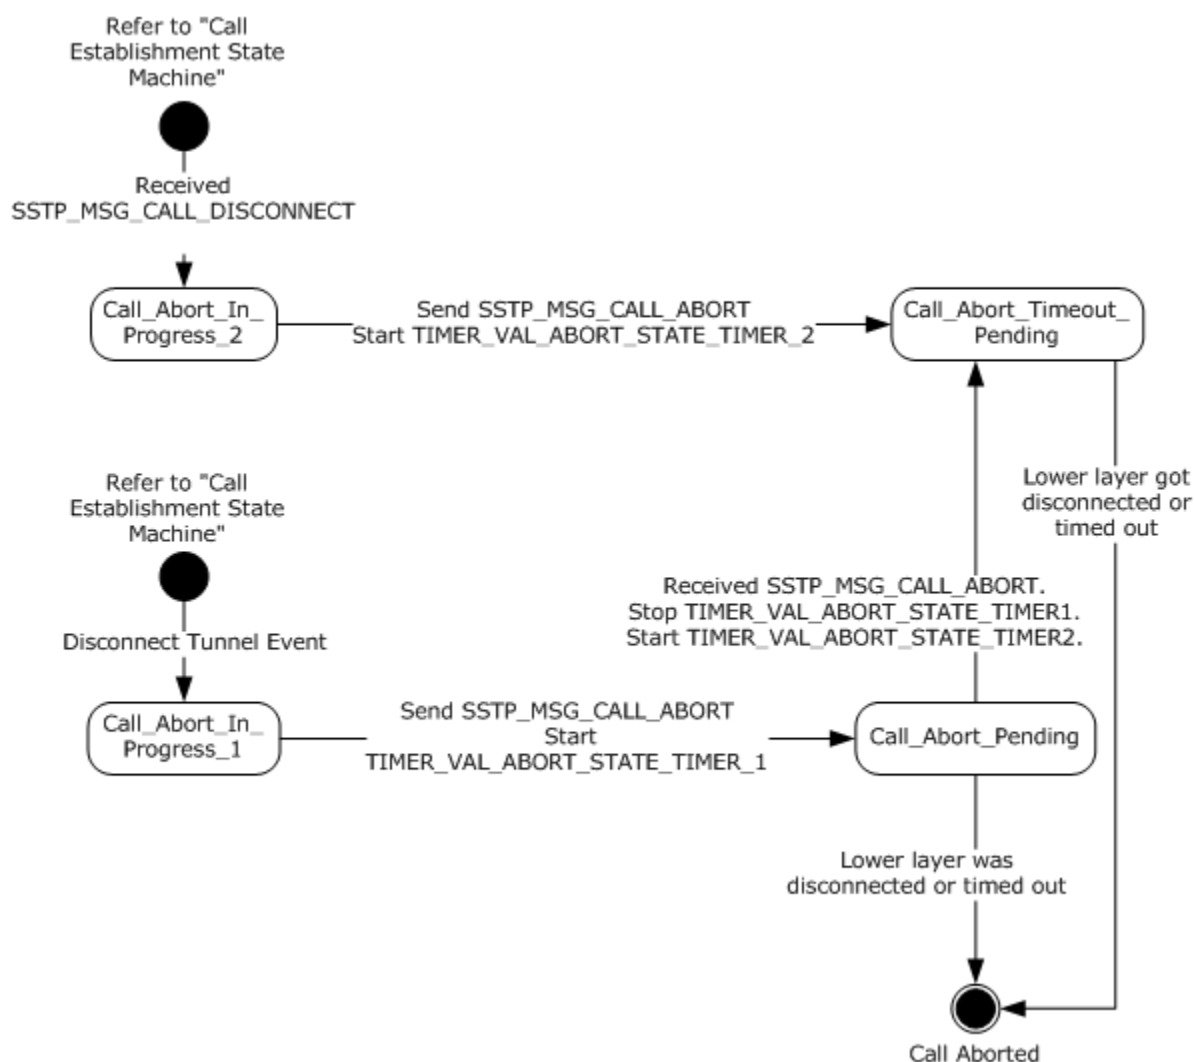 Refer to "Call
Establishment State
Machine"
Received
SSTP_MSG_CALL_DISCONNECT
Call_Abort_In_
Progress_2
Send SSTP_MSG_CALL_ABORT
Start TIMER_VAL_ABORT_STATE_TIMER_2
Call_Abort_Timeout_
Pending
Refer to "Call
Establishment State
Machine"
Lower layer got
disconnected or
timed out
Received SSTP_MSG_CALL_ABORT.
Stop TIMER_VAL_ABORT_STATE_TIMER1.
Start TIMER_VAL_ABORT_STATE_TIMER2.
Disconnect Tunnel Event
Call_Abort_In_
Progress_1
Send SSTP_MSG_CALL_ABORT
Start
TIMER_VAL_ABORT_STATE_TIMER_1
Call_Abort_Pending
Lower layer was
disconnected or timed out
Call Aborted